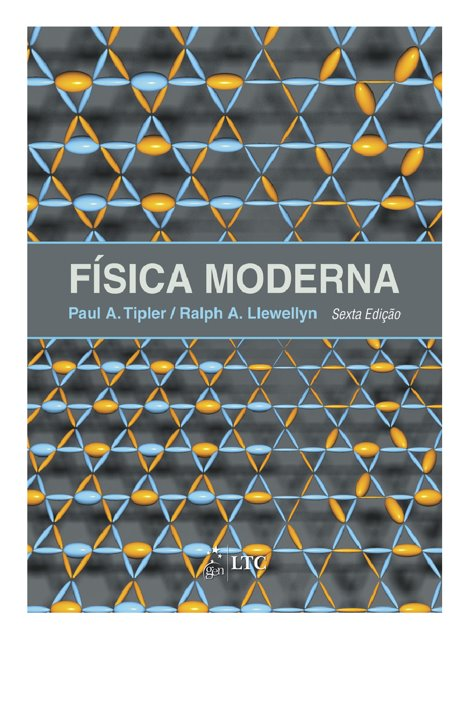 FÍSICA MODERNA
Paul A. Tipler / Ralph A. Llewellyn Sexta Edição
gen LTC